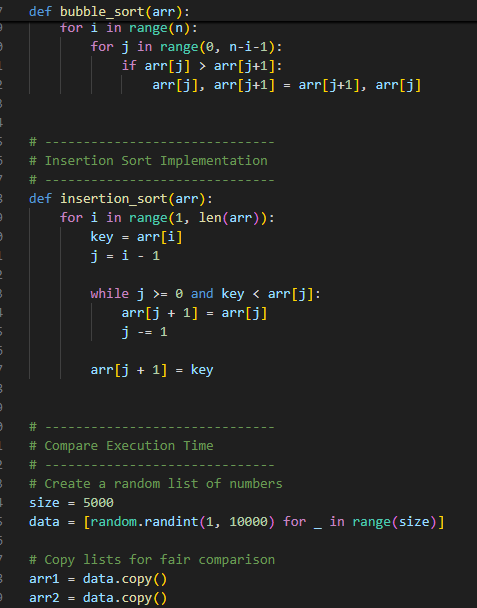 def bubble_sort(arr):
    for i in range(n):
        for j in range(0, n-i-1):
            if arr[j] > arr[j+1]:
                arr[j], arr[j+1] = arr[j+1], arr[j]
# ------------------------------
# Insertion Sort Implementation
# ------------------------------
def insertion_sort(arr):
    for i in range(1, len(arr)):
        key = arr[i]
        j = i - 1
        while j >= 0 and key < arr[j]:
            arr[j + 1] = arr[j]
            j -= 1
        arr[j + 1] = key
# ------------------------------
# Compare Execution Time
# ------------------------------
# Create a random list of numbers
size = 5000
data = [random.randint(1, 10000) for _ in range(size)]
# Copy lists for fair comparison
arr1 = data.copy()
arr2 = data.copy()